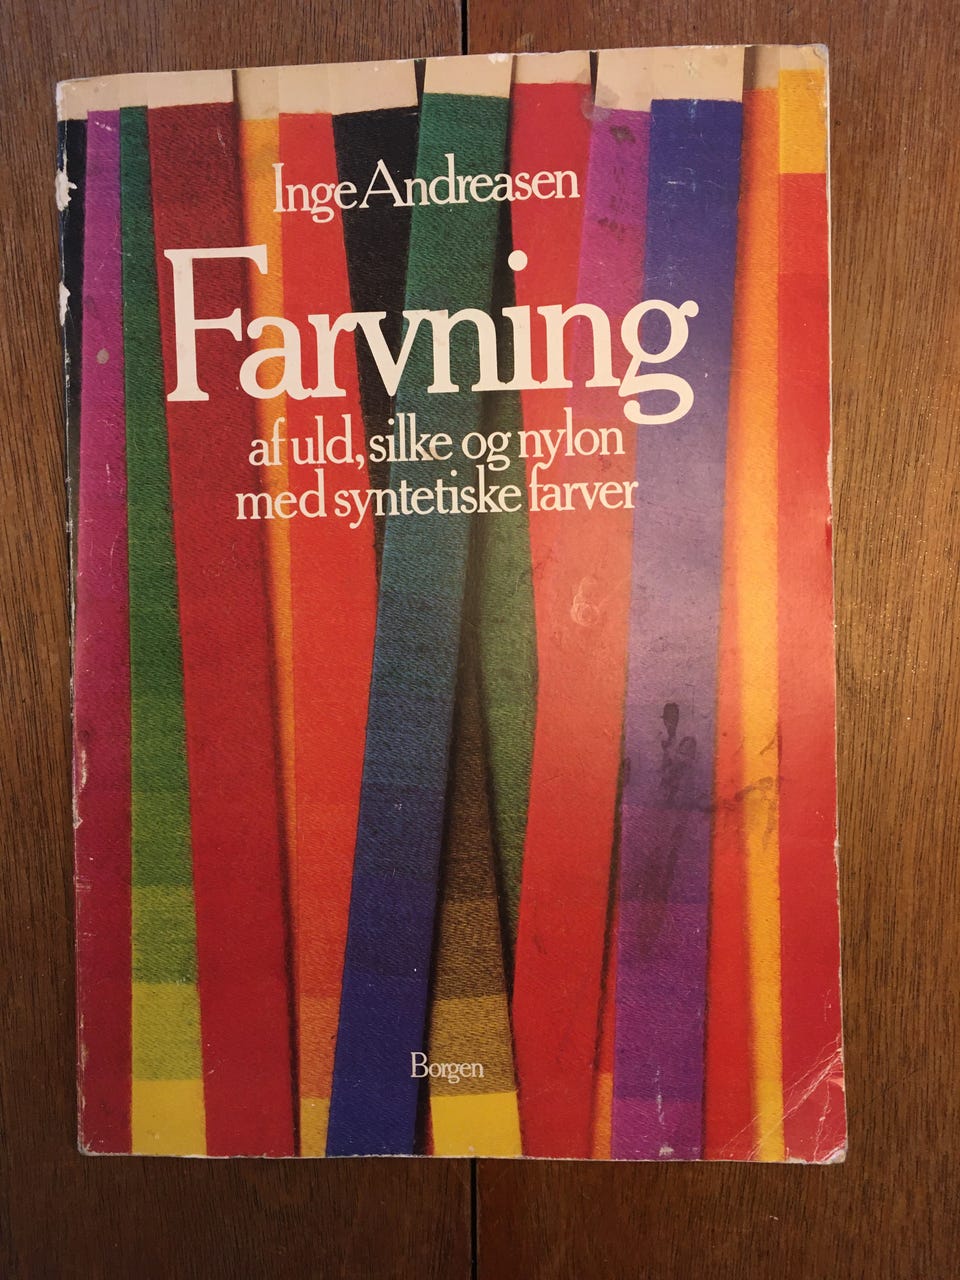 Inge Andreasen
Farvning
af uld, silke og nylon
med syntetiske farver
Borgen